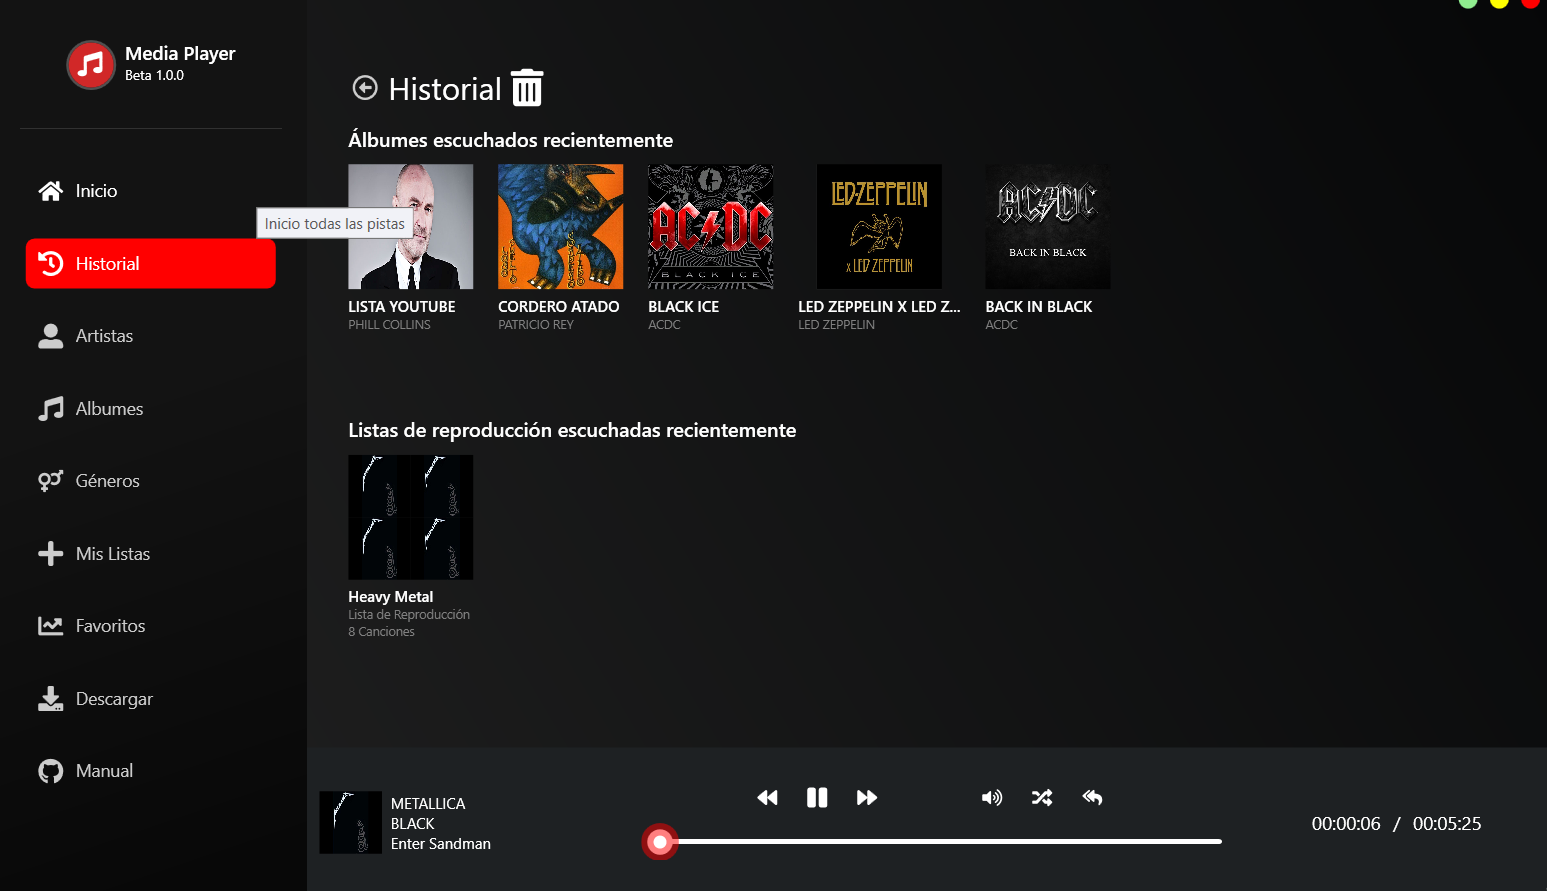 Media Player
Beta 1.0.0
Inicio
Inicio todas las pistas
Historial
Artistas
Albumes
Géneros
Mis Listas
Favoritos
Descargar
Manual
Historial
Álbumes escuchados recientemente
AC/DC
BLACK ICE
LED-ZEPPELIN
X LED ZEPPELIN
AC/DC
BACK IN BLACK
LISTA YOUTUBE
PHILL COLLINS
CORDERO ATADO
PATRICIO REY
BLACK ICE
ACDC
LED ZEPPELIN X LED Z...
LED ZEPPELIN
BACK IN BLACK
ACDC
Listas de reproducción escuchadas recientemente
Heavy Metal
Lista de Reproducción
8 Canciones
METALLICA
BLACK
Enter Sandman
00:00:06 / 00:05:25